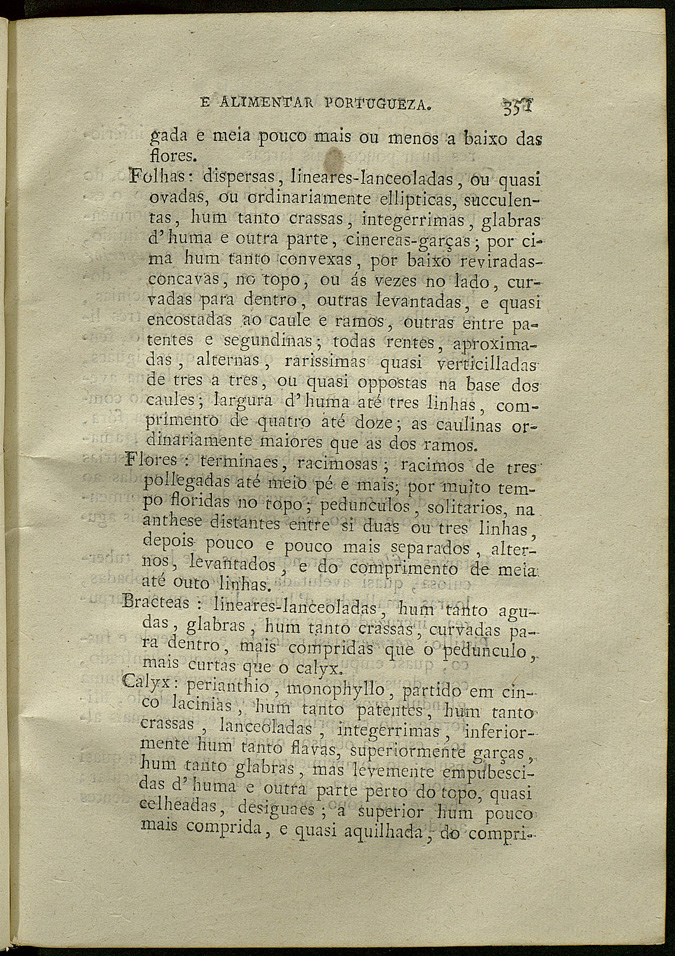 E ALIMENTAR PORTUGUEZA. 351
gada e meia pouco mais ou menos a baixo das
flores.
Folhas: dispersas, lineares-lanceoladas, ou quasi
ovadas, ou ordinariamente ellipticas, succulen-
tas, hum tanto crassas, integerrimas, glabras
d'huma e outra parte, cinereas-garças; por ci-
ma hum tanto convexas, por baixo reviradas-
concavas, no topo, ou ás vezes no lado, cur-
vadas para dentro, outras levantadas, e quasi
encostadas ao caule e ramos, outras entre pa-
tentes e segundinas; todas rentes, aproxima-
das, alternas, rarissimas quasi verticilladas
de tres a tres, ou quasi oppostas na base dos
caules; largura d'huma até tres linhas, com-
primento de quatro até doze; as caulinas or-
dinariamente maiores que as dos ramos.
Flores: terminaes, racimosas; racimos de tres
pollegadas até meio pé e mais; por muito tem-
po floridas no topo; pedunculos, solitarios, na
anthese distantes entre si duas ou tres linhas,
depois pouco e pouco mais separados, alter-
nos, levantados, e do comprimento de meia
até outo linhas.
Bracteas: lineares-lanceoladas, hum tanto agu-
das, glabras, hum tanto crassas, curvadas pa-
ra dentro, mais compridas que o pedunculo,
mais curtas que o calyx.
Calyx: perianthio, monophyllo, partido em cin-
co lacinias, hum tanto patentes, hum tanto
crassas, lanceoladas, integerrimas, inferior-
mente hum tanto flavas, superiormente garças,
hum tanto glabras, mas levemente empubesci-
das d'huma e outra parte perto do topo, quasi
celheadas, desiguaes; a superior hum pouco
mais comprida, e quasi aquilhada, do compri-